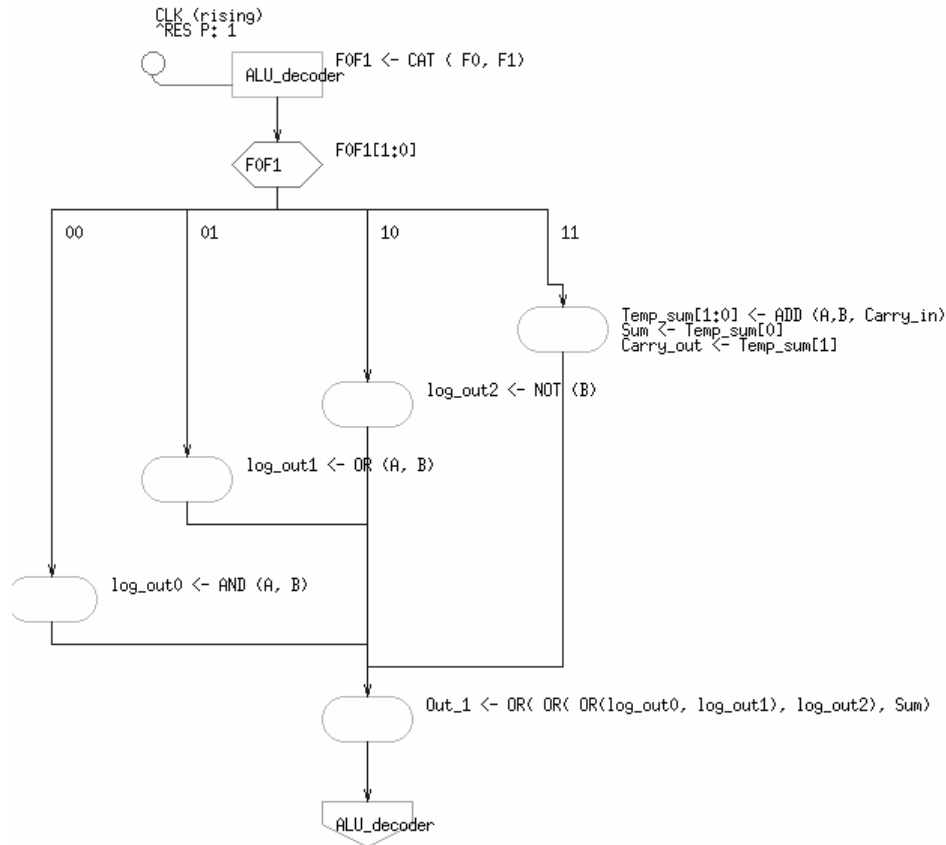 CLK (rising)
^RES P: 1
ALU_decoder
F0F1 <- CAT ( F0, F1)
F0F1
F0F1[1:0]
00
01
10
11
Temp_sum[1:0] <- ADD (A,B, Carry_in)
Sum <- Temp_sum[0]
Carry_out <- Temp_sum[1]
log_out2 <- NOT (B)
log_out1 <- OR (A, B)
log_out0 <- AND (A, B)
Out_1 <- OR( OR( OR(log_out0, log_out1), log_out2), Sum)
ALU_decoder